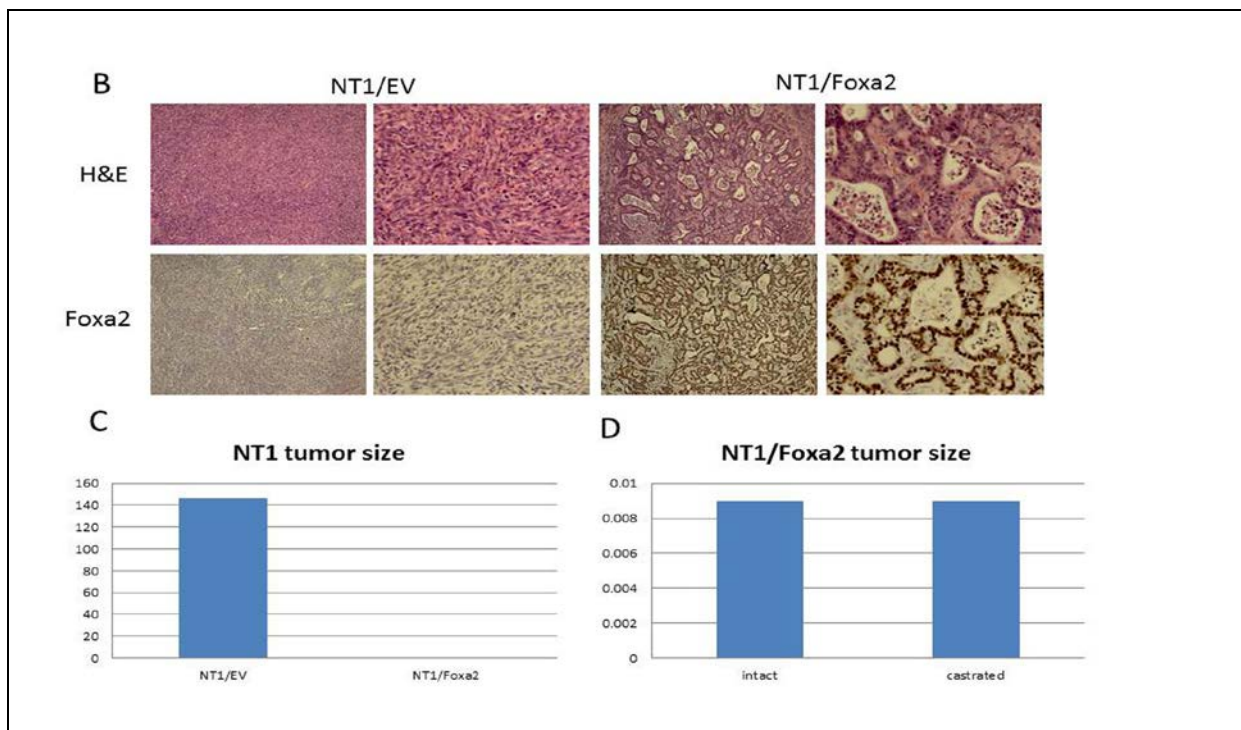 B
NT1/EV
NT1/Foxa2
H&E
Foxa2
C
NT1 tumor size
160
140
120
100
80
60
40
20
0
NT1/EV
NT1/Foxa2
D
NT1/Foxa2 tumor size
0.01
0.008
0.006
0.004
0.002
0
intact
castrated